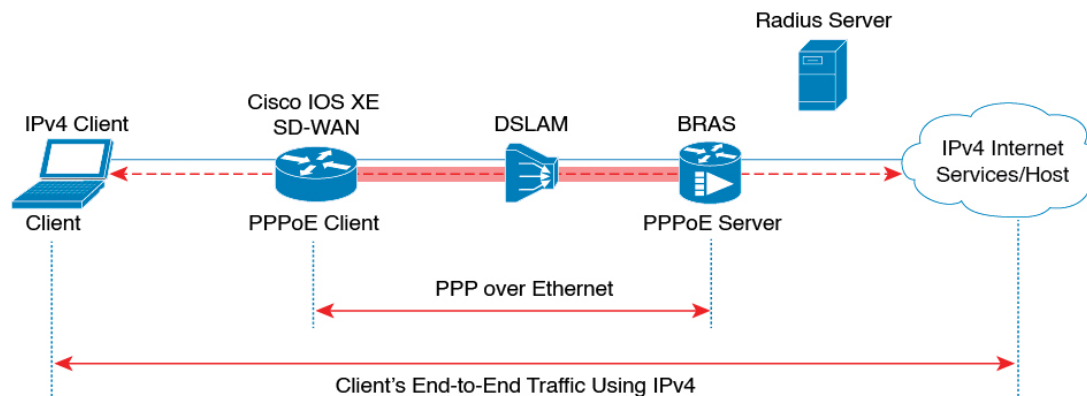 Radius Server
Cisco IOS XE
SD-WAN
IPv4 Client
DSLAM
BRAS
IPv4 Internet
Services/Host
Client
PPPoE Client
PPPoE Server
PPP over Ethernet
Client's End-to-End Traffic Using IPv4